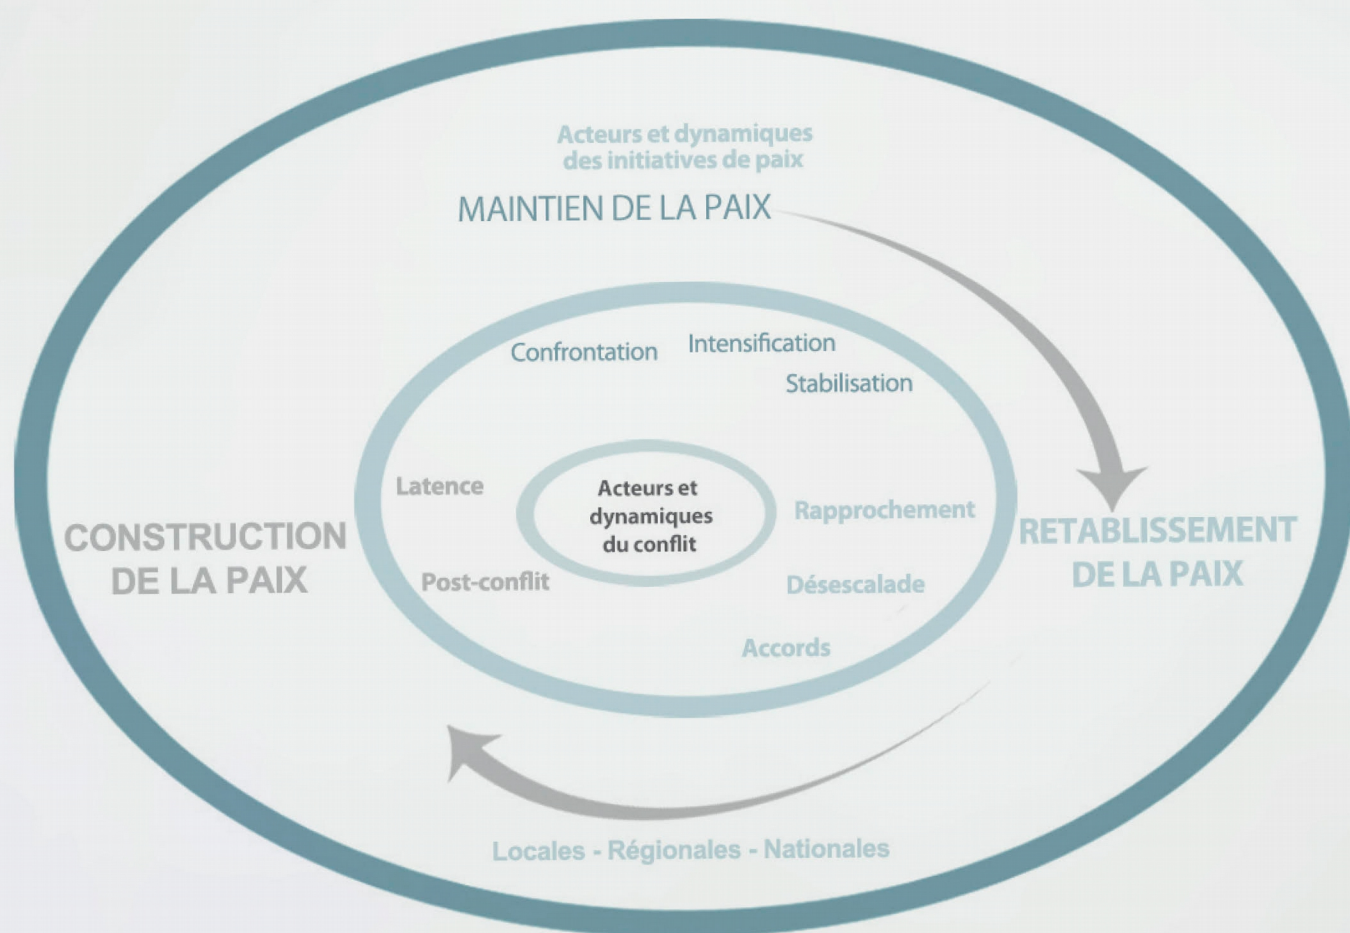 Acteurs et dynamiques
des initiatives de paix
MAINTIEN DE LA PAIX
Confrontation
Intensification
Stabilisation
Latence
Acteurs et
dynamiques
du conflit
Rapprochement
CONSTRUCTION
DE LA PAIX
RETABLISSEMENT
DE LA PAIX
Post-conflit
Désescalade
Accords
Locales - Régionales - Nationales